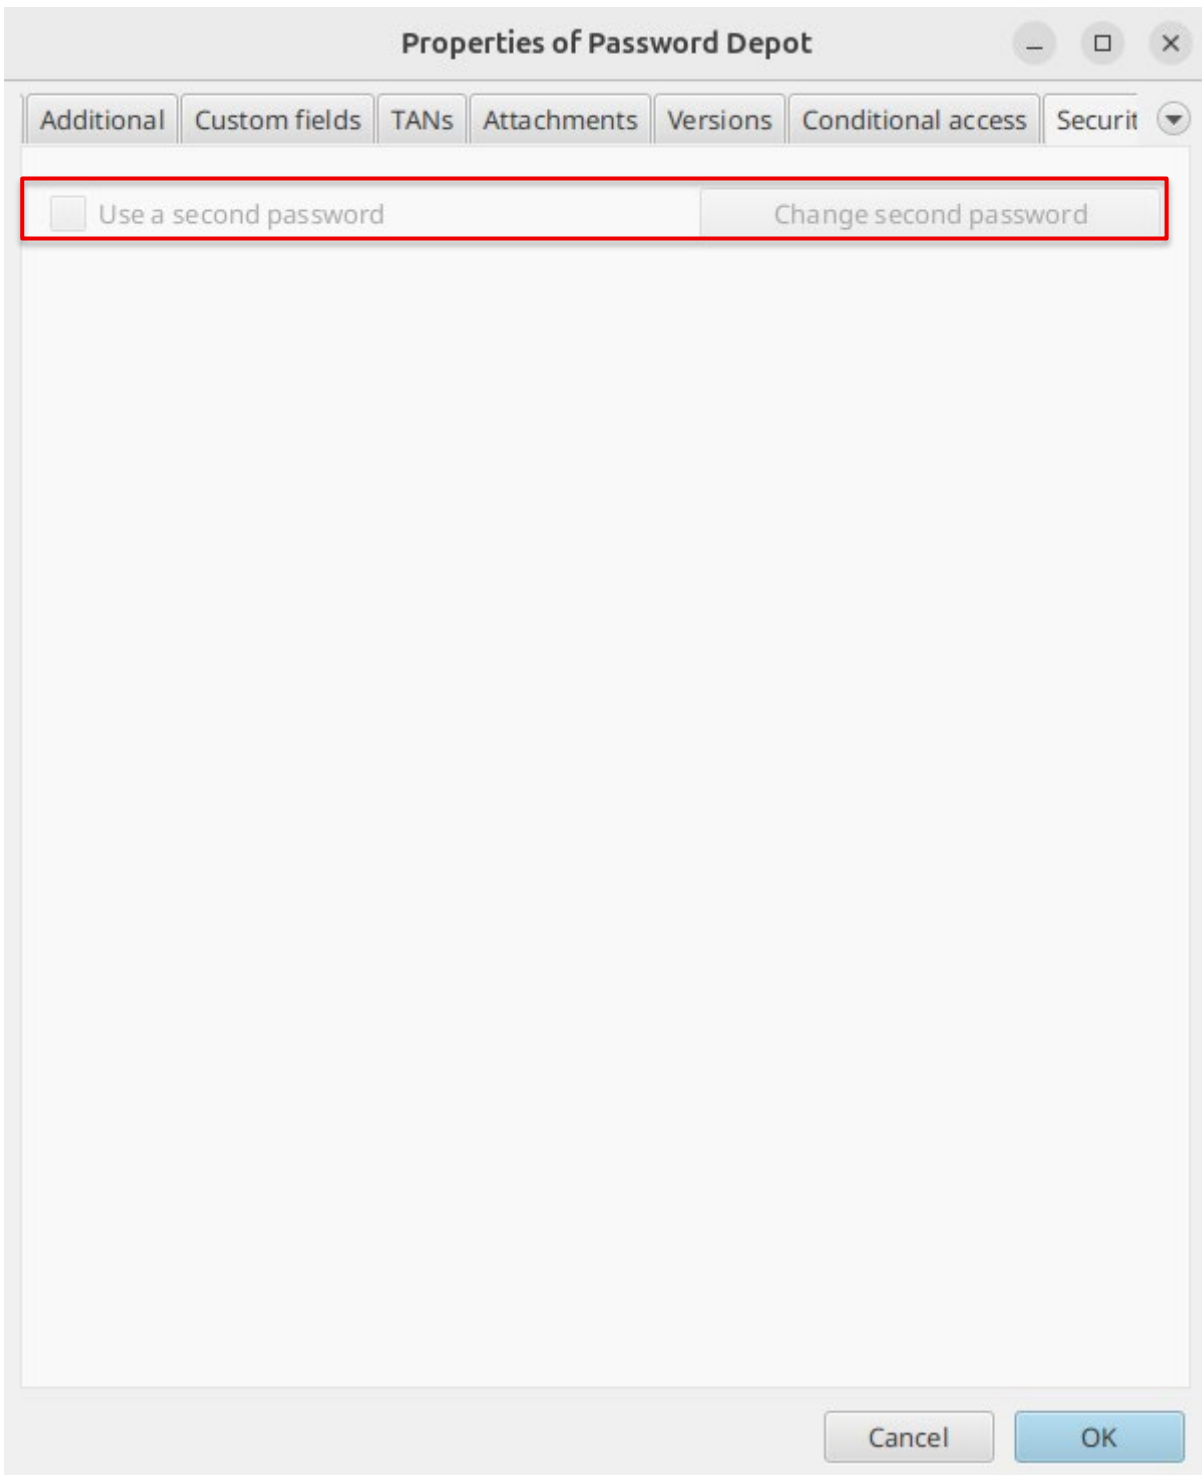 Properties of Password Depot
Additional Custom fields TANs Attachments Versions Conditional access Securit
Use a second password Change second password
Cancel OK